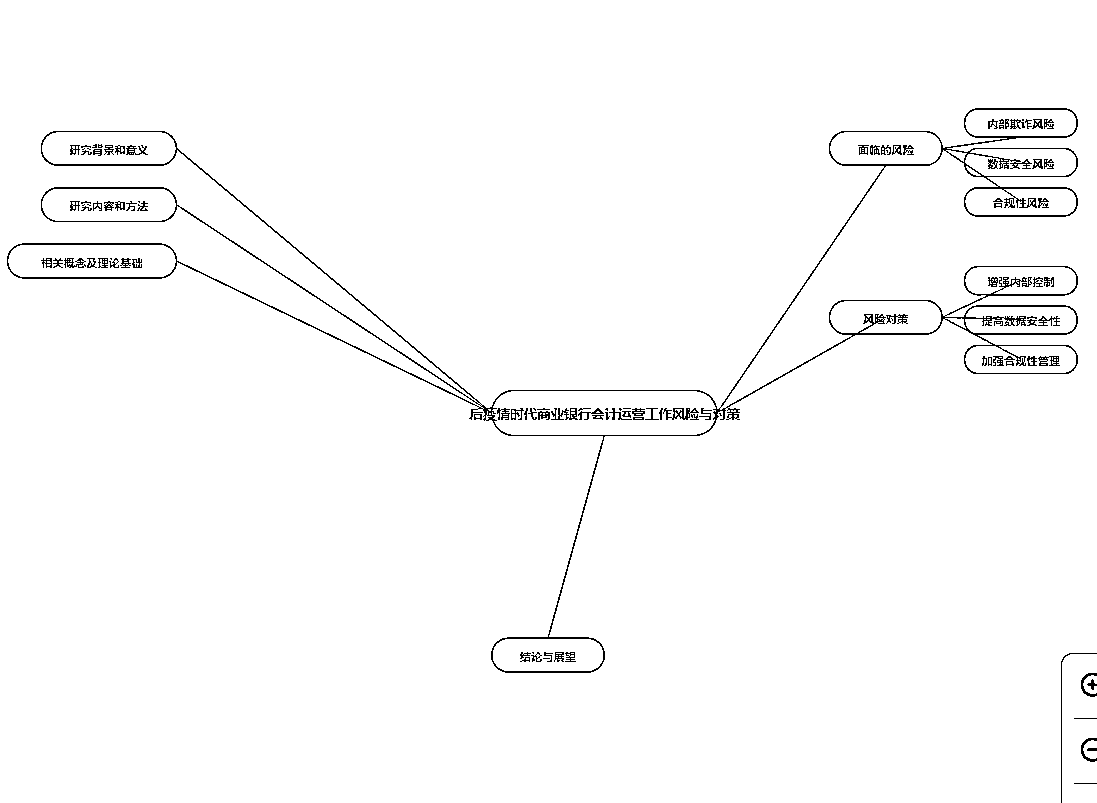 研究背景和意义
研究内容和方法
相关概念及理论基础
后疫情时代商业银行会计运营工作风险与对策
面临的风险
内部欺诈风险
数据安全风险
合规性风险
风险对策
增强内部控制
提高数据安全性
加强合规性管理
结论与展望